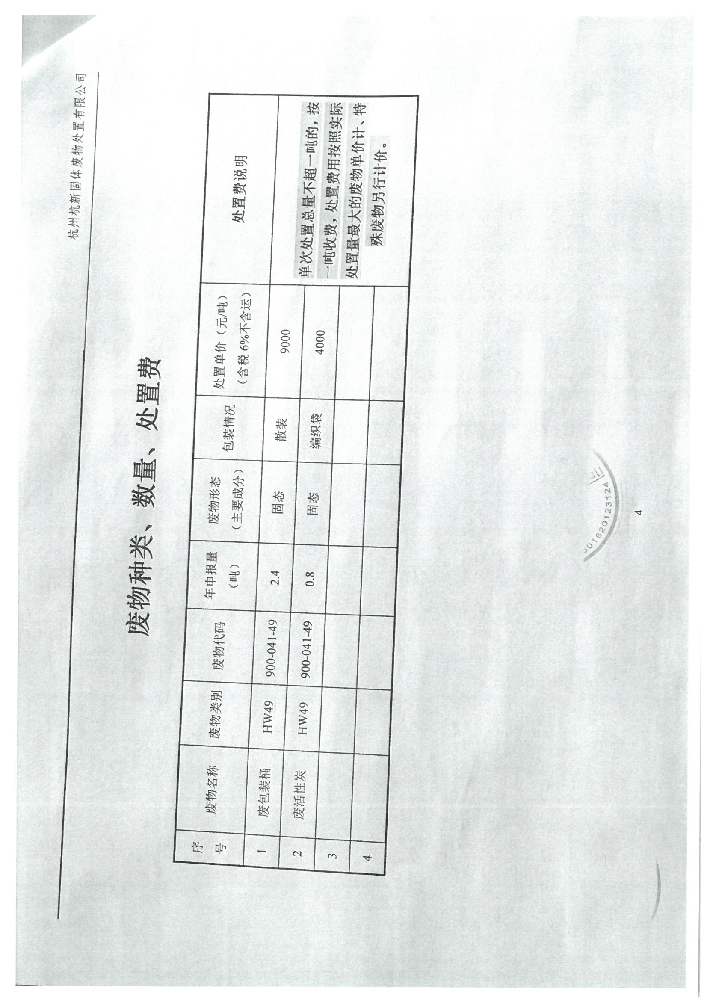 杭州杭新固体废物处置有限公司
废物种类、数量、处置费
序号 废物名称 废物类别 废物代码 年申报量（吨） 废物形态（主要成分） 包装情况 处置单价（元/吨）（含税 6%不含运） 处置费说明
1 废包装桶 HW49 900-041-49 2.4 固态 散装 9000
2 废活性炭 HW49 900-041-49 0.8 固态 编织袋 4000
3
4
单次处置总量不超一吨的，按
一吨收费，处置费用按照实际
处置量最大的废物单价计、特
殊废物另行计价。
4